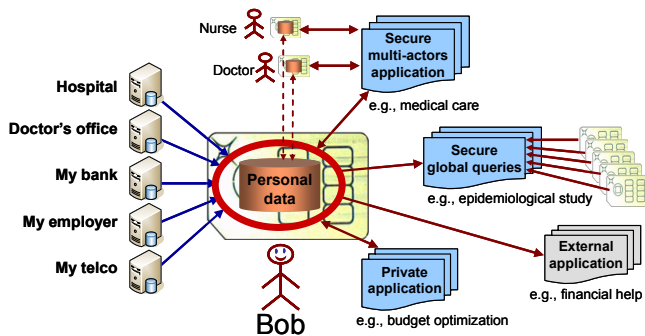 Nurse
Doctor
Secure
multi-actors
application
e.g., medical care
Hospital
Doctor's office
My bank
My employer
My telco
Personal
data
Secure
global queries
e.g., epidemiological study
External
application
e.g., financial help
Private
application
e.g., budget optimization
Bob